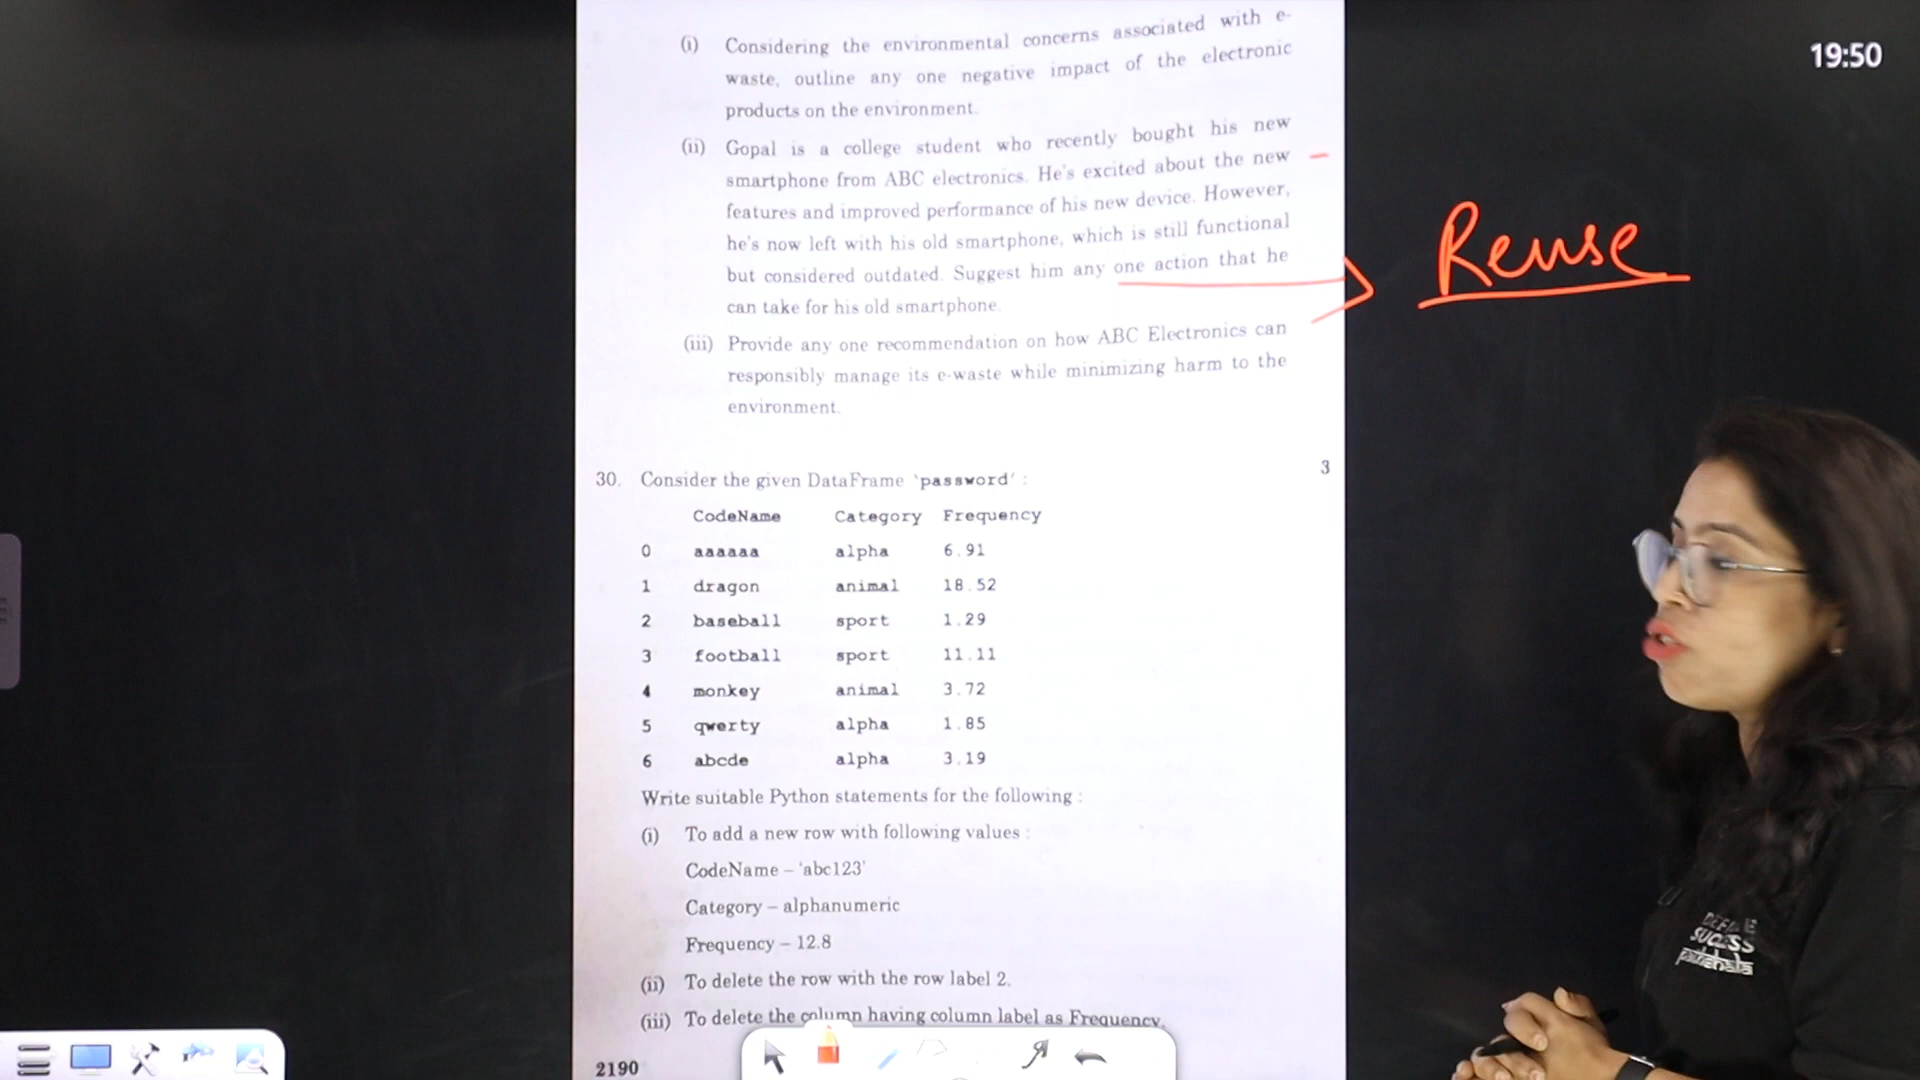 19:50
(i) Considering the environmental concerns associated with e-
waste, outline any one negative impact of the electronic
products on the environment.
(ii) Gopal is a college student who recently bought his new
smartphone from ABC electronics. He's excited about the new
features and improved performance of his new device. However,
he's now left with his old smartphone, which is still functional
but considered outdated. Suggest him any one action that he
can take for his old smartphone.
Reuse
(iii) Provide any one recommendation on how ABC Electronics can
responsibly manage its e-waste while minimizing harm to the
environment.
30. Consider the given DataFrame 'password' : 3
CodeName Category Frequency
0 aaaaaa alpha 6.91
1 dragon animal 18.52
2 baseball sport 1.29
3 football sport 11.11
4 monkey animal 3.72
5 qwerty alpha 1.85
6 abcde alpha 3.19
Write suitable Python statements for the following :
(i) To add a new row with following values :
CodeName – 'abc123'
Category – alphanumeric
Frequency – 12.8
(ii) To delete the row with the row label 2.
(iii) To delete the column having column label as Frequency.
2190
SUCCESS